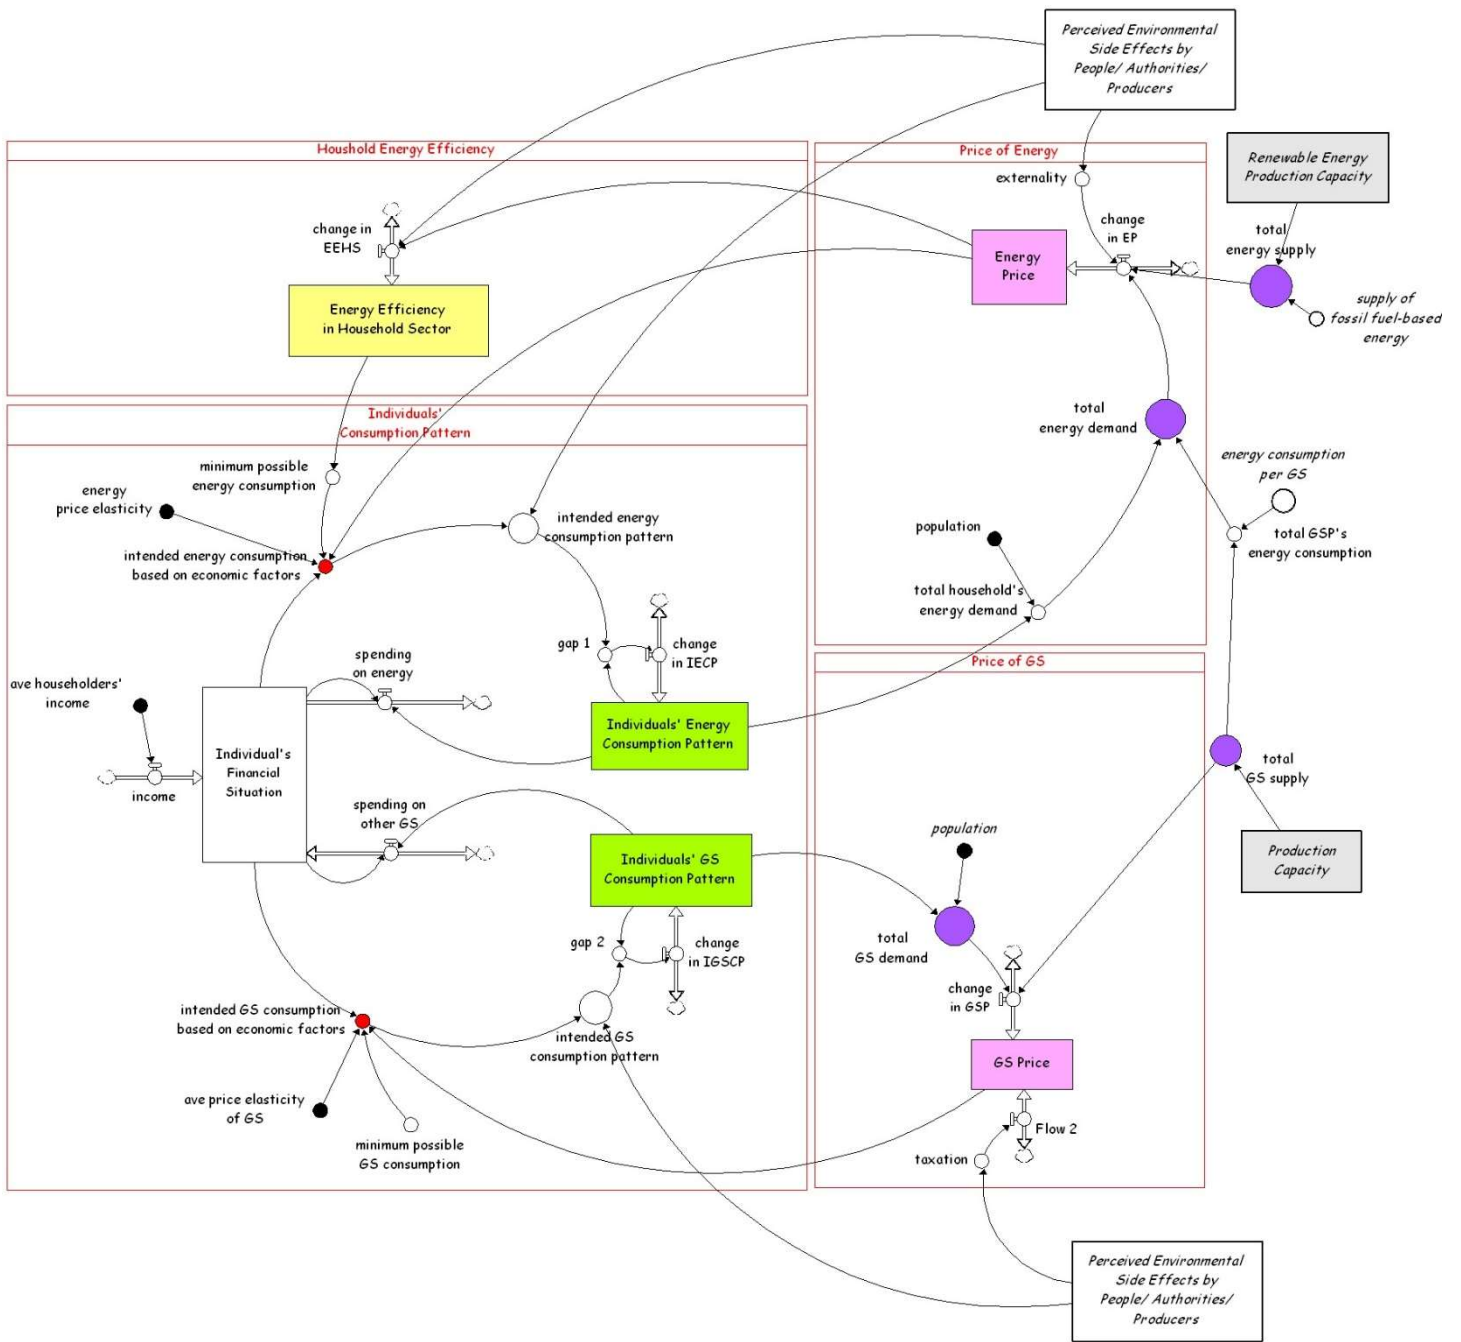 Perceived Environmental
Side Effects by
People/ Authorities/
Producers
Houshold Energy Efficiency
change in
EEHS
Energy Efficiency
in Household Sector
Price of Energy
externality
change
in EP
Energy
Price
Renewable Energy
Production Capacity
total
energy supply
supply of
fossil fuel-based
energy
total
energy demand
energy consumption
per GS
total GSP's
energy consumption
population
total household's
energy demand
Individuals'
Consumption Pattern
minimum possible
energy consumption
energy
price elasticity
intended energy consumption
based on economic factors
intended energy
consumption pattern
gap 1
change
in IECP
spending
on energy
ave householders'
income
Individuals' Energy
Consumption Pattern
Individual's
Financial
Situation
income
spending on
other GS
Individuals' GS
Consumption Pattern
gap 2
change
in IGSCP
intended GS consumption
based on economic factors
intended GS
consumption pattern
ave price elasticity
of GS
minimum possible
GS consumption
Price of GS
total
GS supply
Production
Capacity
population
total
GS demand
change
in GSP
GS Price
Flow 2
taxation
Perceived Environmental
Side Effects by
People/ Authorities/
Producers